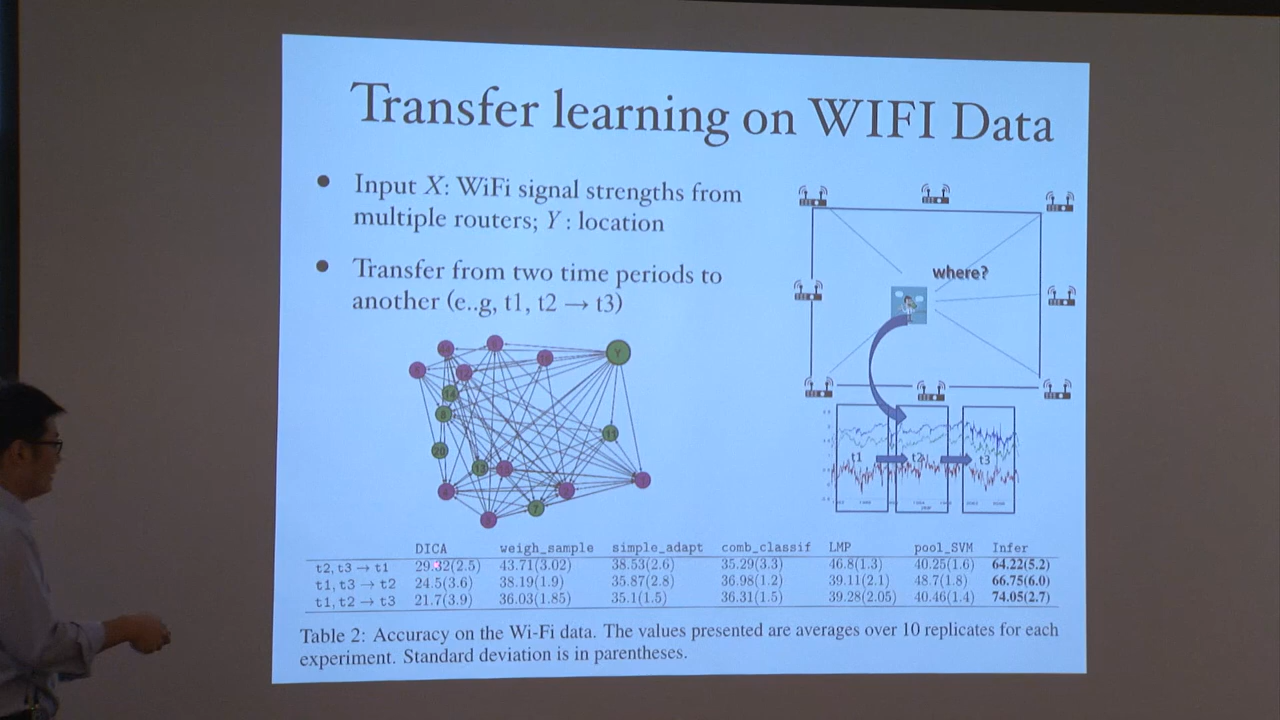 Transfer learning on WIFI Data
• Input X: WiFi signal strengths from
multiple routers; Y : location
• Transfer from two time periods to
another (e..g, t1, t2 → t3)
where?
Y
14
8
11
20
13
7
t1
t2
t3
DICA weigh_sample simple_adapt comb_classif LMP pool_SVM Infer
t2, t3 → t1 29.32(2.5) 43.71(3.02) 38.53(2.6) 35.29(3.3) 46.8(1.3) 40.25(1.6) 64.22(5.2)
t1, t3 → t2 24.5(3.6) 38.19(1.9) 35.87(2.8) 36.98(1.2) 39.11(2.1) 48.7(1.8) 66.75(6.0)
t1, t2 → t3 21.7(3.9) 36.03(1.85) 35.1(1.5) 36.31(1.5) 39.28(2.05) 40.46(1.4) 74.05(2.7)
Table 2: Accuracy on the Wi-Fi data. The values presented are averages over 10 replicates for each
experiment. Standard deviation is in parentheses.